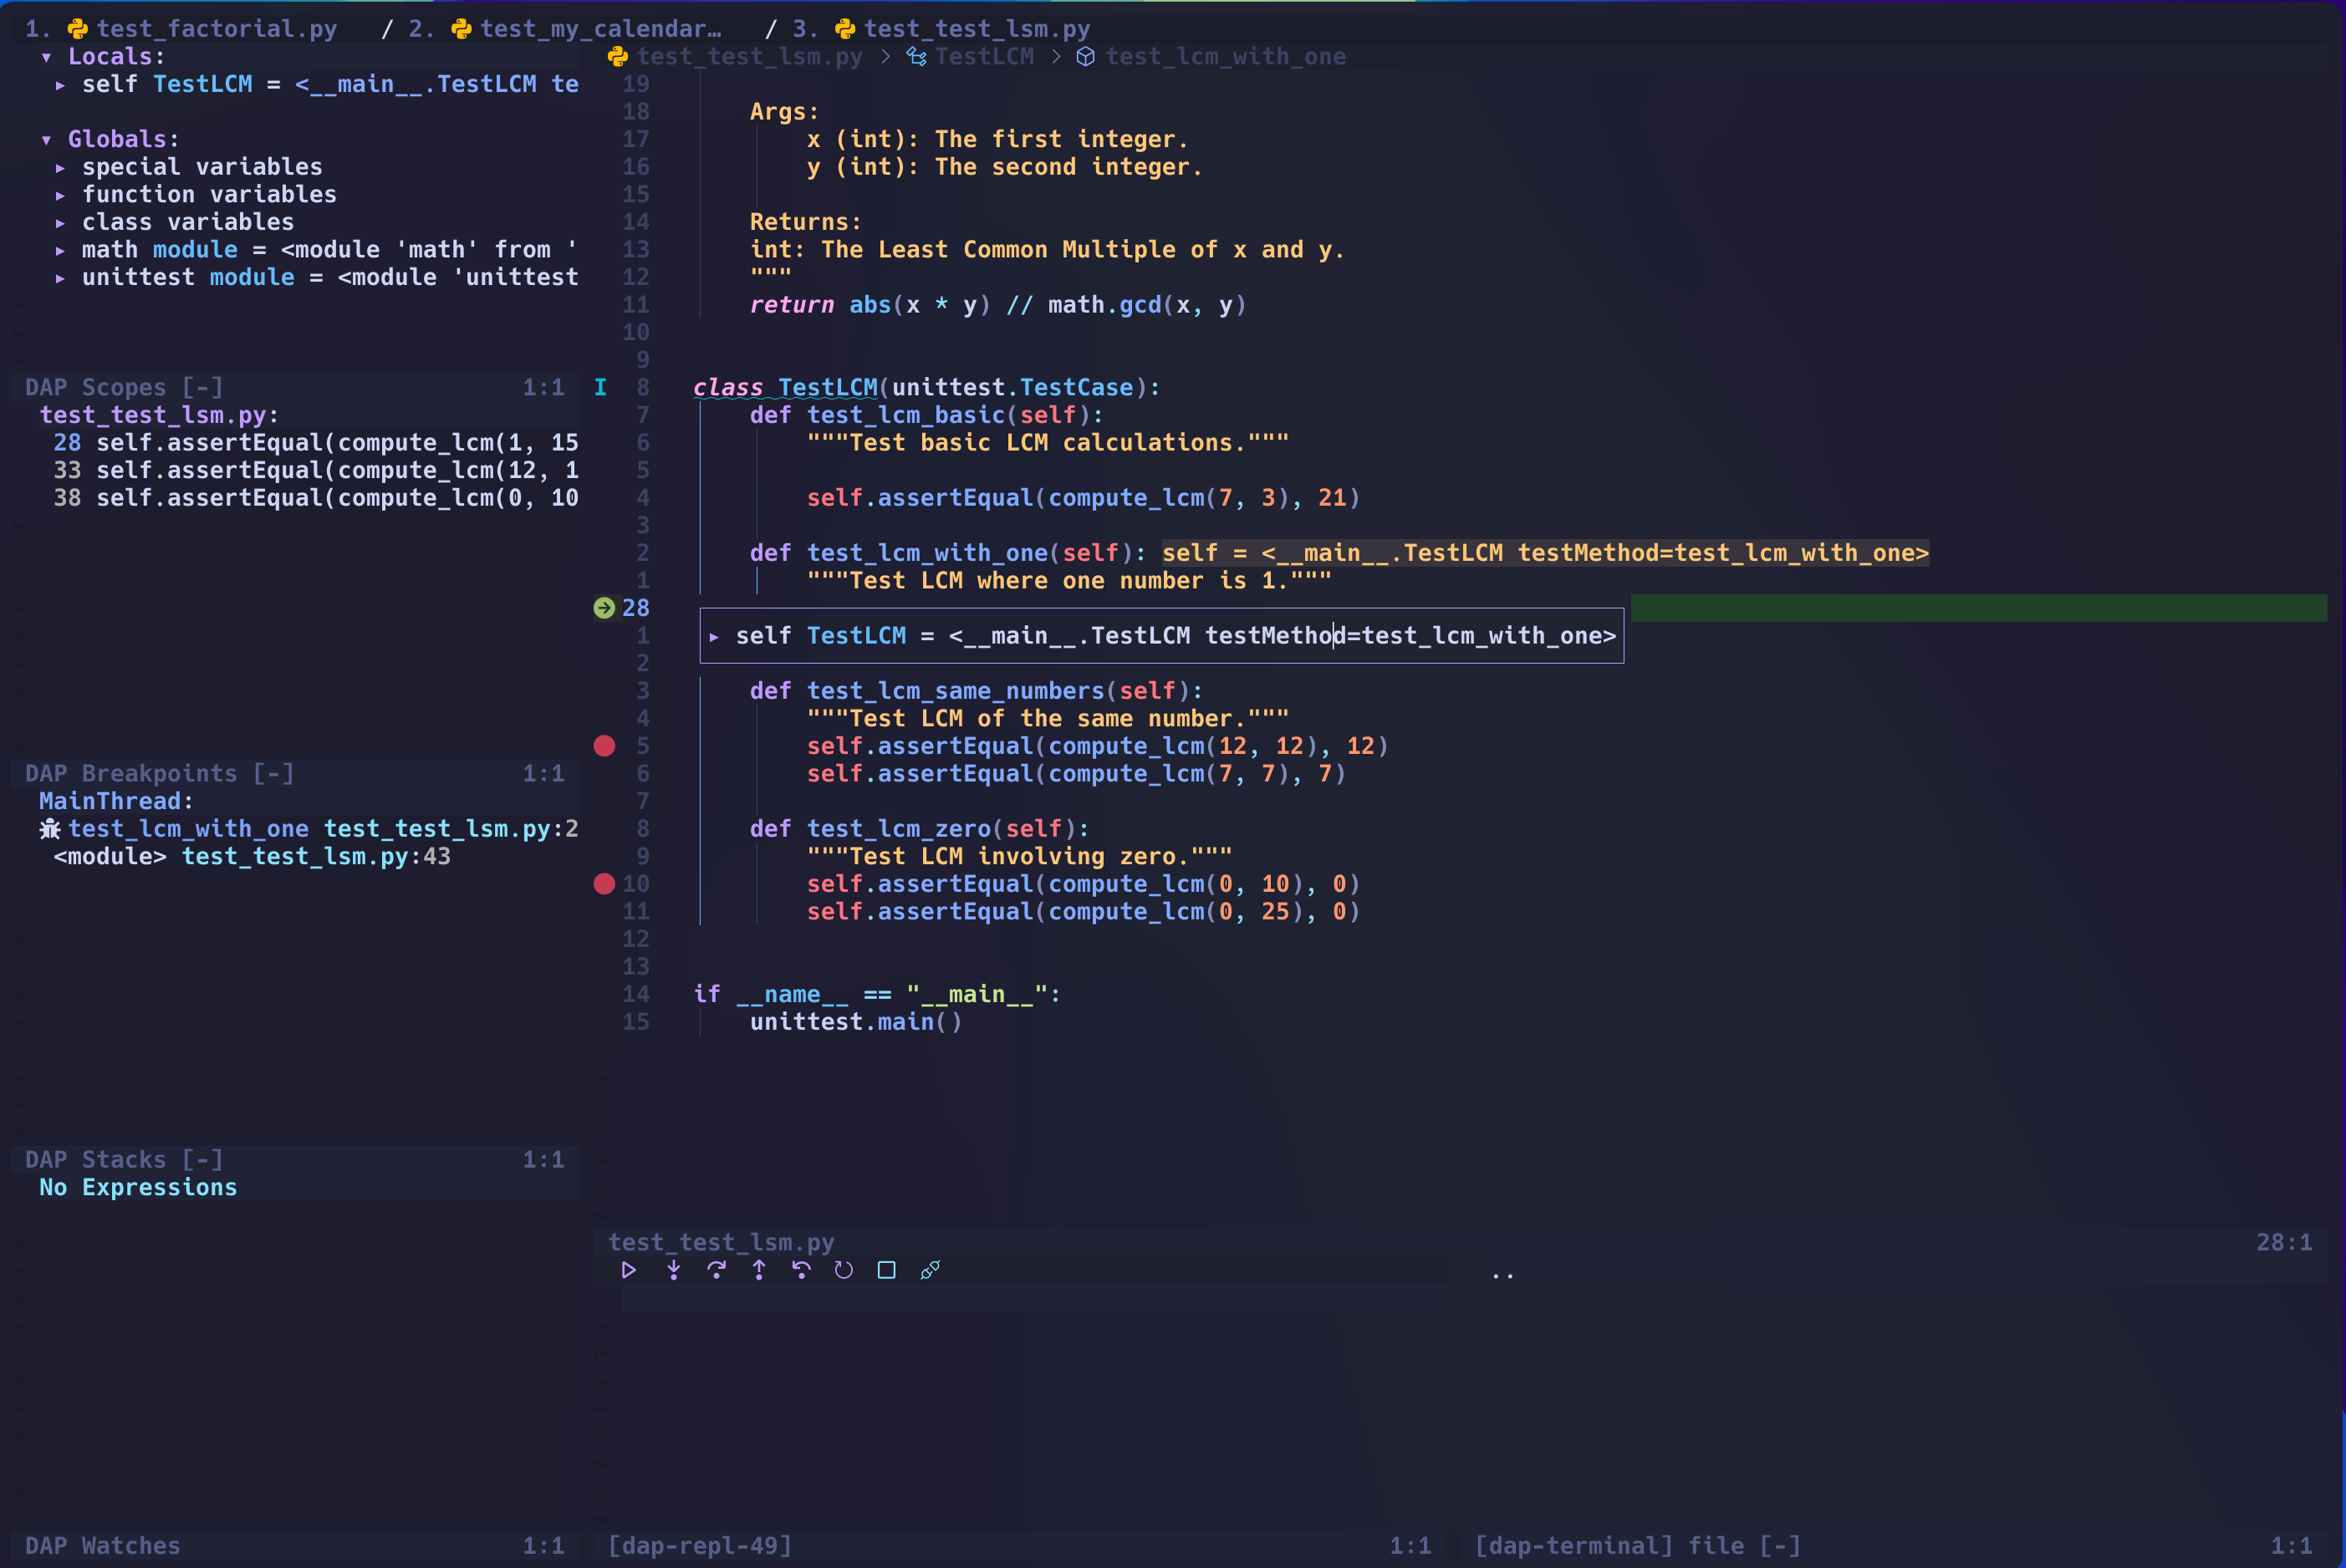 1. test_factorial.py / 2. test_my_calendar… / 3. test_test_lsm.py
▾ Locals:
▸ self TestLCM = <__main__.TestLCM te
▾ Globals:
▸ special variables
▸ function variables
▸ class variables
▸ math module = <module 'math' from '
▸ unittest module = <module 'unittest
DAP Scopes [-] 1:1
test_test_lsm.py:
28 self.assertEqual(compute_lcm(1, 15
33 self.assertEqual(compute_lcm(12, 1
38 self.assertEqual(compute_lcm(0, 10
DAP Breakpoints [-] 1:1
MainThread:
test_lcm_with_one test_test_lsm.py:2
<module> test_test_lsm.py:43
DAP Stacks [-] 1:1
No Expressions
DAP Watches 1:1
test_test_lsm.py > TestLCM > test_lcm_with_one
19
18 Args:
17 x (int): The first integer.
16 y (int): The second integer.
15
14 Returns:
13 int: The Least Common Multiple of x and y.
12 """
11 return abs(x * y) // math.gcd(x, y)
10
9
I 8 class TestLCM(unittest.TestCase):
7 def test_lcm_basic(self):
6 """Test basic LCM calculations."""
5
4 self.assertEqual(compute_lcm(7, 3), 21)
3
2 def test_lcm_with_one(self): self = <__main__.TestLCM testMethod=test_lcm_with_one>
1 """Test LCM where one number is 1."""
28
1 ▸ self TestLCM = <__main__.TestLCM testMethod=test_lcm_with_one>
2
3 def test_lcm_same_numbers(self):
4 """Test LCM of the same number."""
5 self.assertEqual(compute_lcm(12, 12), 12)
6 self.assertEqual(compute_lcm(7, 7), 7)
7
8 def test_lcm_zero(self):
9 """Test LCM involving zero."""
10 self.assertEqual(compute_lcm(0, 10), 0)
11 self.assertEqual(compute_lcm(0, 25), 0)
12
13
14 if __name__ == "__main__":
15 unittest.main()
test_test_lsm.py 28:1
..
[dap-repl-49] 1:1
[dap-terminal] file [-] 1:1